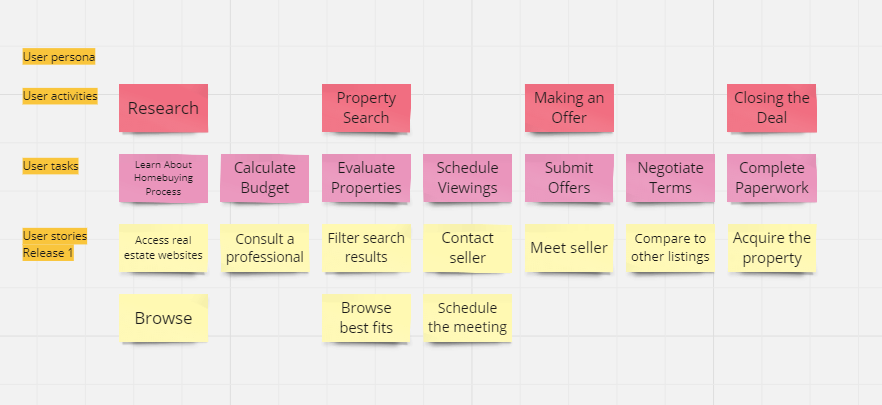 User persona
User activities
Research
Property
Search
Making an
Offer
Closing the
Deal
User tasks
Learn About
Homebuying
Process
Calculate
Budget
Evaluate
Properties
Schedule
Viewings
Submit
Offers
Negotiate
Terms
Complete
Paperwork
User stories
Release 1
Access real
estate websites
Consult a
professional
Filter search
results
Contact
seller
Meet seller
Compare to
other listings
Acquire the
property
Browse
Browse
best fits
Schedule
the meeting